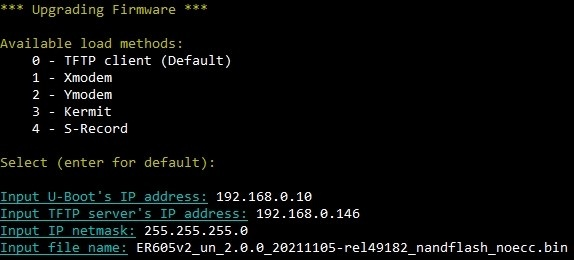 *** Upgrading Firmware ***
Available load methods:
0 - TFTP client (Default)
1 - Xmodem
2 - Ymodem
3 - Kermit
4 - S-Record
Select (enter for default):
Input U-Boot's IP address: 192.168.0.10
Input TFTP server's IP address: 192.168.0.146
Input IP netmask: 255.255.255.0
Input file name: ER605v2_un_2.0.0_20211105-rel49182_nandflash_noecc.bin